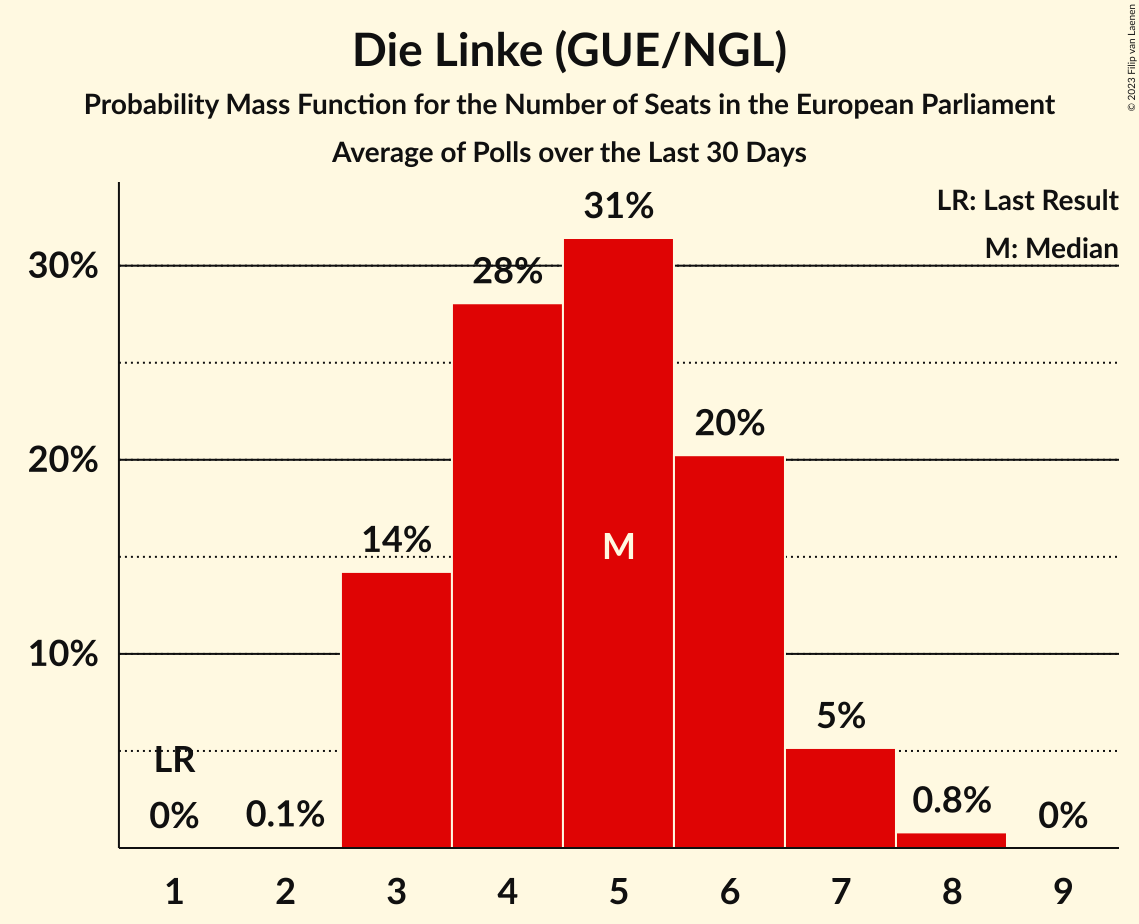 Die Linke (GUE/NGL)
Probability Mass Function for the Number of Seats in the European Parliament
Average of Polls over the Last 30 Days
© 2023 Filip van Laenen
LR: Last Result
M: Median
30%
20%
10%
LR
0%
0.1%
14%
28%
31%
M
20%
5%
0.8%
0%
1 2 3 4 5 6 7 8 9